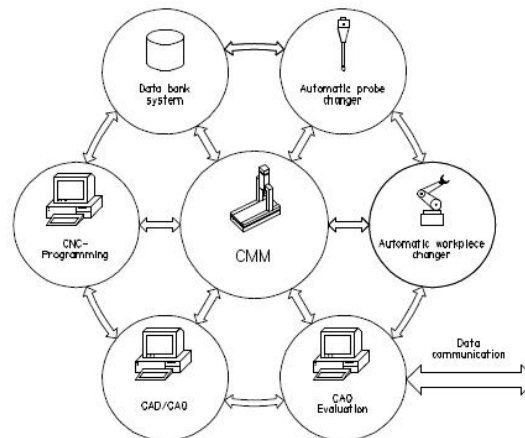 Data bank
system
Automatic probe
changer
CNC-
Programming
CMM
Automatic workpiece
changer
CAD/CAQ
CAQ
Evaluation
Data
communication